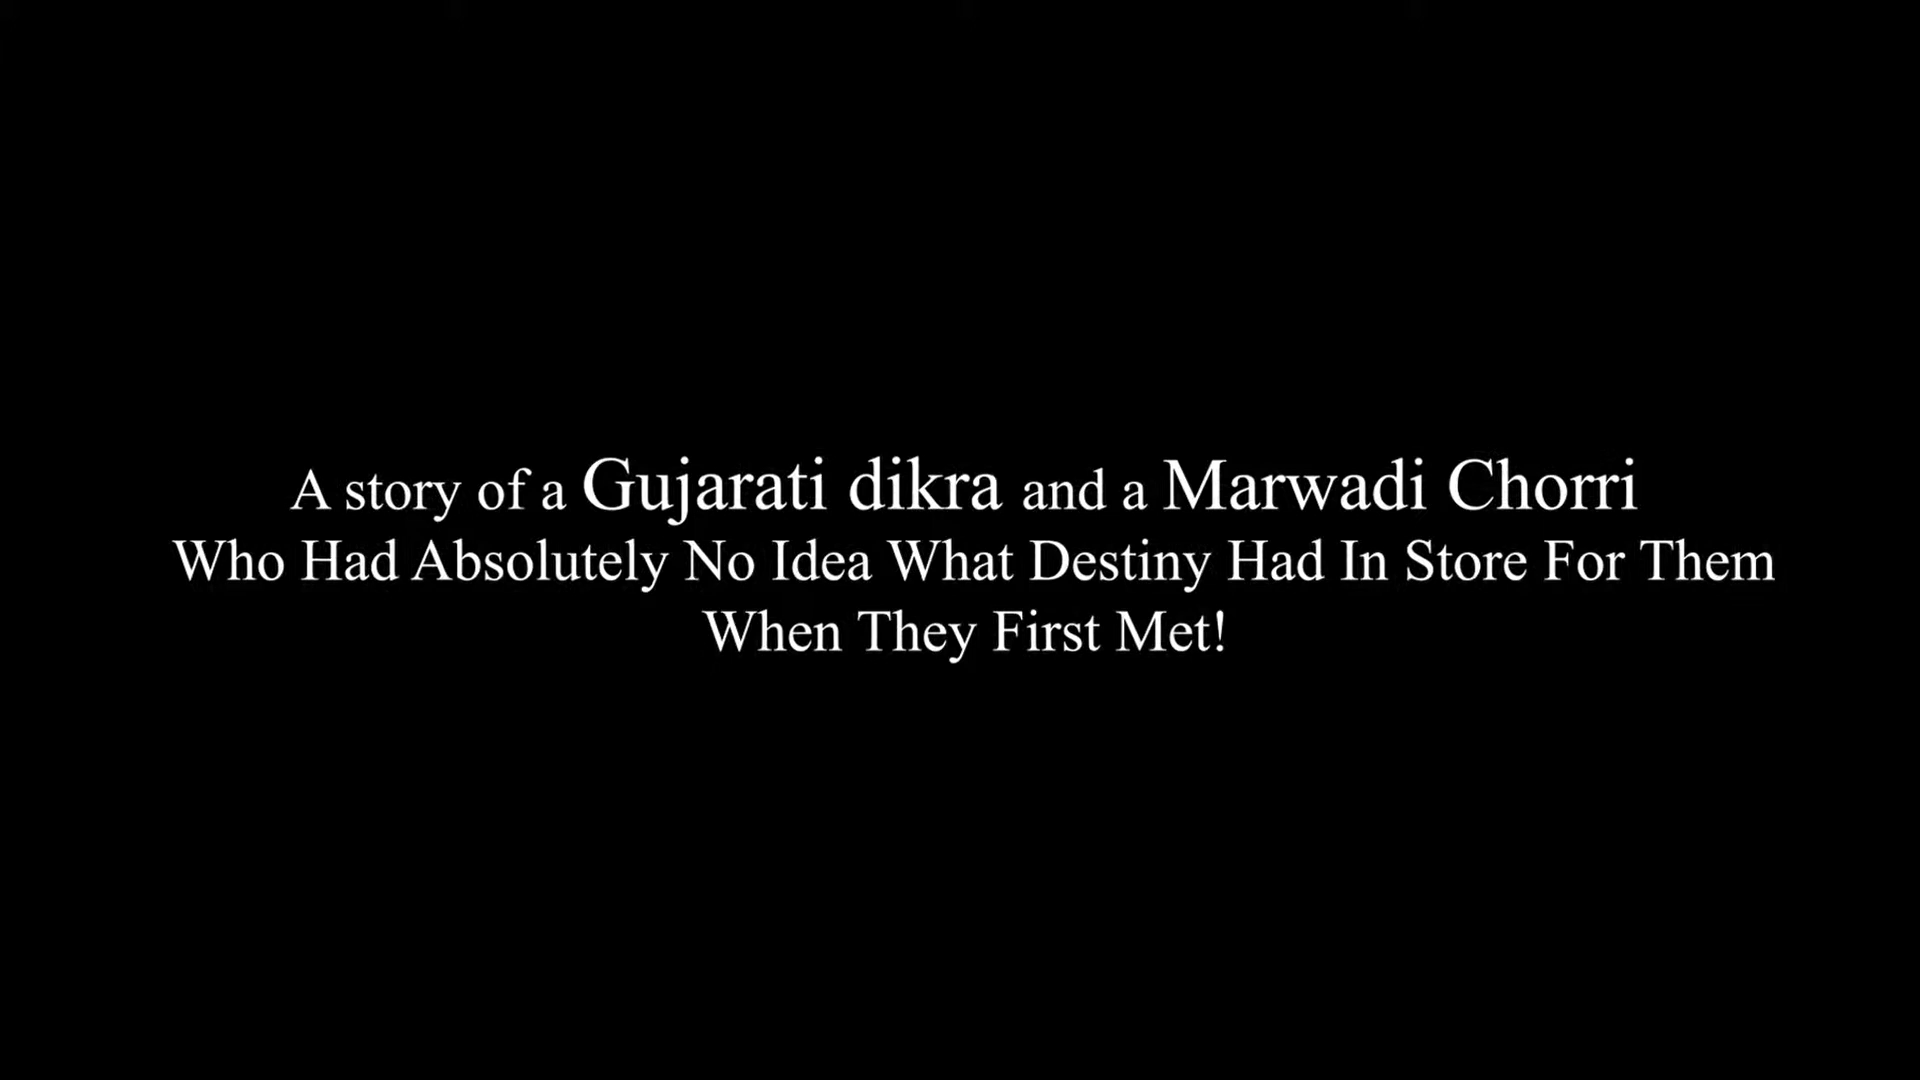 A story of a Gujarati dikra and a Marwadi Chorri
Who Had Absolutely No Idea What Destiny Had In Store For Them
When They First Met!